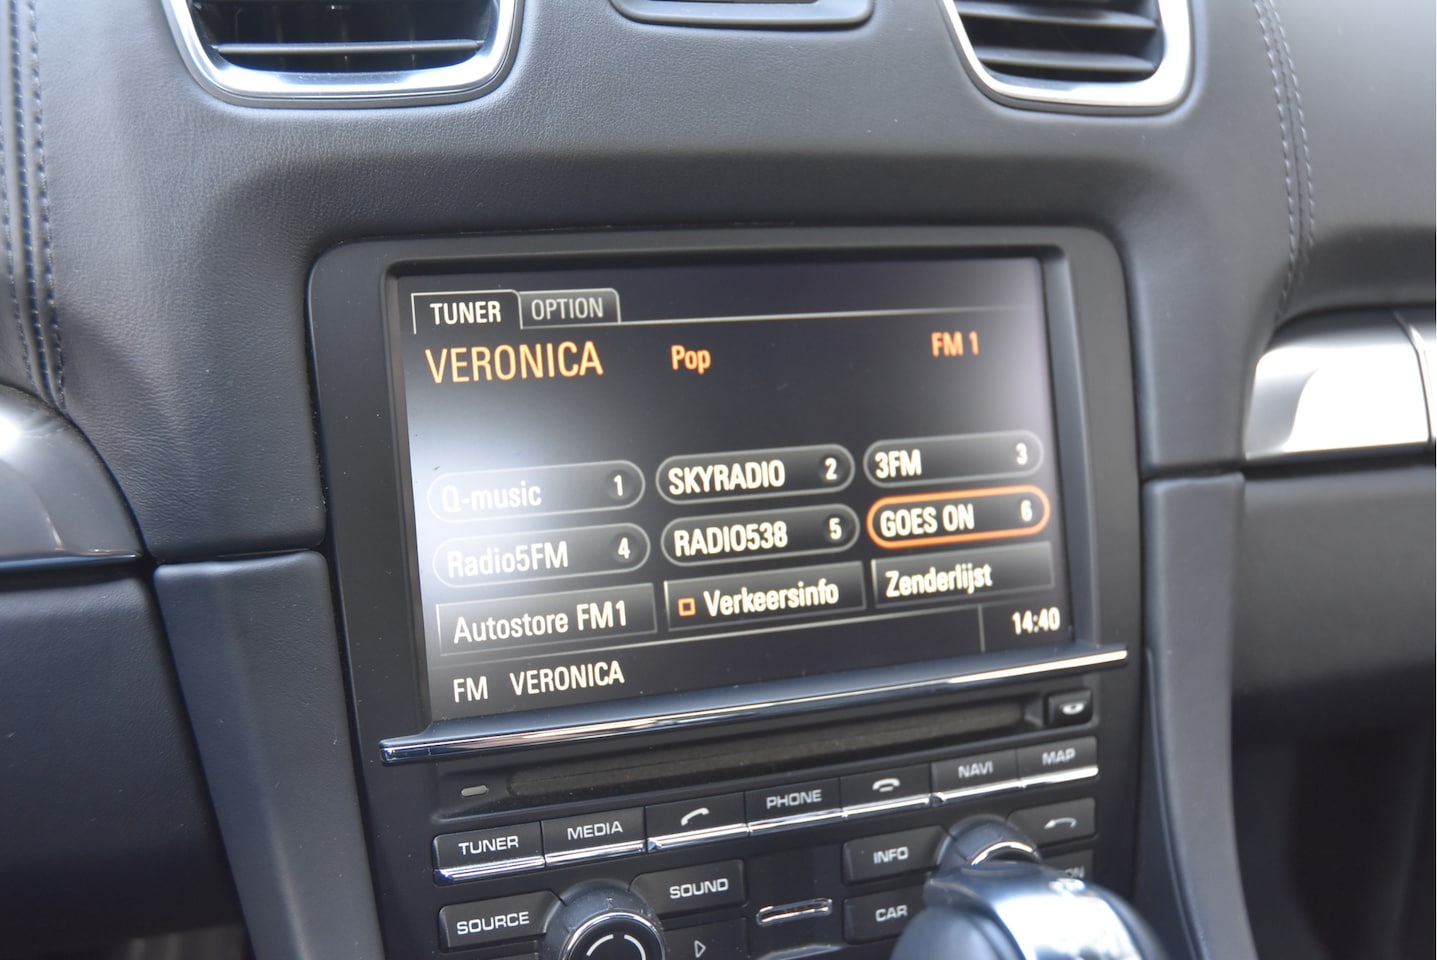 TUNER OPTION
VERONICA Pop FM 1
Q-music 1 SKYRADIO 2 3FM 3
Radio5FM 4 RADIO538 5 GOES ON 6
Autostore FM1 Verkeersinfo Zenderlijst
FM VERONICA 14:40
TUNER MEDIA PHONE NAVI MAP
SOURCE SOUND INFO
CAR